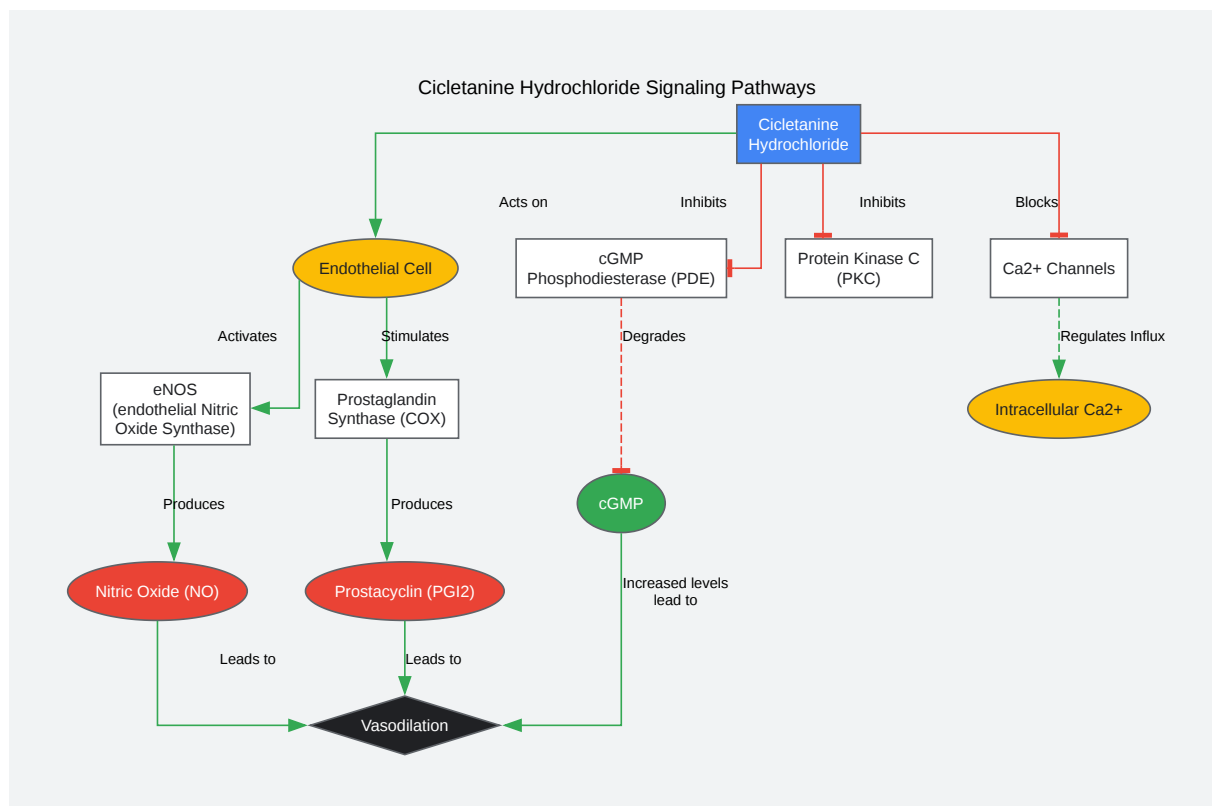 Cicletanine Hydrochloride Signaling Pathways
Cicletanine
Hydrochloride
Acts on
Inhibits
Inhibits
Blocks
Endothelial Cell
cGMP
Phosphodiesterase (PDE)
Protein Kinase C
(PKC)
Ca2+ Channels
Activates
Stimulates
Degrades
Regulates Influx
eNOS
(endothelial Nitric
Oxide Synthase)
Prostaglandin
Synthase (COX)
Intracellular Ca2+
Produces
Produces
cGMP
Nitric Oxide (NO)
Prostacyclin (PGI2)
Increased levels
lead to
Leads to
Leads to
Vasodilation